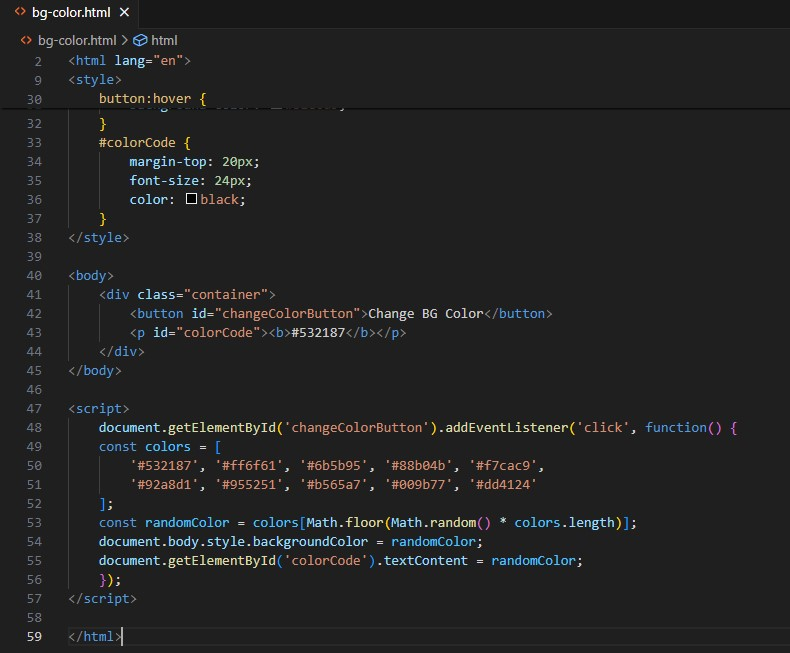 bg-color.html
bg-color.html > html
2 <html lang="en">
9 <style>
30 button:hover {
32 }
33 #colorCode {
34 margin-top: 20px;
35 font-size: 24px;
36 color: black;
37 }
38 </style>
39
40 <body>
41 <div class="container">
42 <button id="changeColorButton">Change BG Color</button>
43 <p id="colorCode"><b>#532187</b></p>
44 </div>
45 </body>
46
47 <script>
48 document.getElementById('changeColorButton').addEventListener('click', function() {
49 const colors = [
50 '#532187', '#ff6f61', '#6b5b95', '#88b04b', '#f7cac9',
51 '#92a8d1', '#955251', '#b565a7', '#009b77', '#dd4124'
52 ];
53 const randomColor = colors[Math.floor(Math.random() * colors.length)];
54 document.body.style.backgroundColor = randomColor;
55 document.getElementById('colorCode').textContent = randomColor;
56 });
57 </script>
58
59 </html>